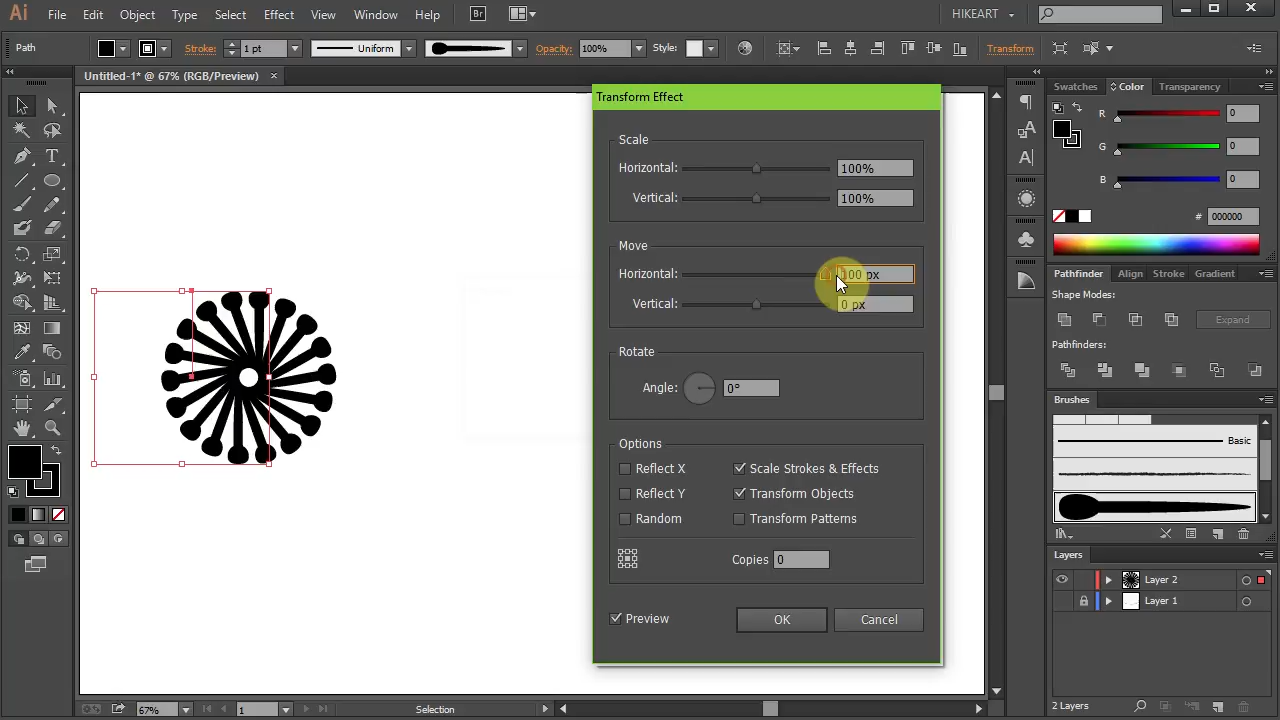 Ai File Edit Object Type Select Effect View Window Help Br HIKEART
Path Stroke: 1 pt Uniform Opacity: 100% Style: Transform
Untitled-1* @ 67% (RGB/Preview) ×
Transform Effect
Scale
Horizontal: 100%
Vertical: 100%
Move
Horizontal: 100 px
Vertical: 0 px
Rotate
Angle: 0°
Options
Reflect X Scale Strokes & Effects
Reflect Y Transform Objects
Random Transform Patterns
Copies 0
Preview OK Cancel
Swatches Color Transparency
R 0
G 0
B 0
# 000000
Pathfinder Align Stroke Gradient
Shape Modes:
Expand
Pathfinders:
Brushes
Basic
Layers
Layer 2
Layer 1
2 Layers
67% 1 Selection